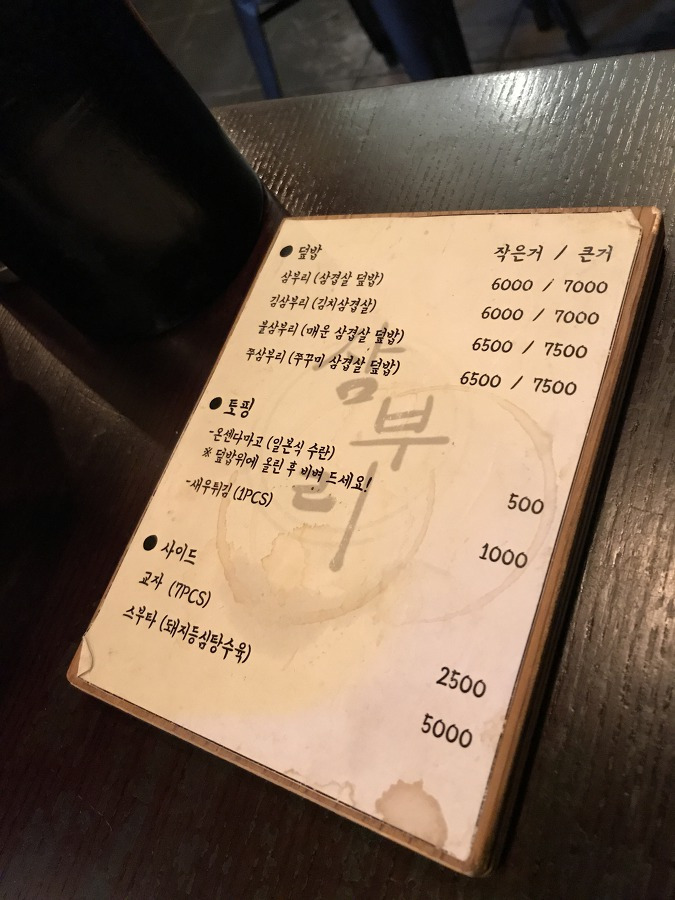 ● 덮밥 작은거 / 큰거
삼부리 (삼겹살 덮밥) 6000 / 7000
김삼부리 (김치삼겹살) 6000 / 7000
불삼부리 (매운 삼겹살 덮밥) 6500 / 7500
쭈삼부리 (쭈꾸미 삼겹살 덮밥) 6500 / 7500
삼
부
리
● 토핑
-온센다마고 (일본식 수란) 500
※ 덮밥위에 올린 후 비벼 드세요!
-새우튀김 (1PCS) 1000
● 사이드
교자 (7PCS) 2500
스부타 (돼지등심탕수육) 5000